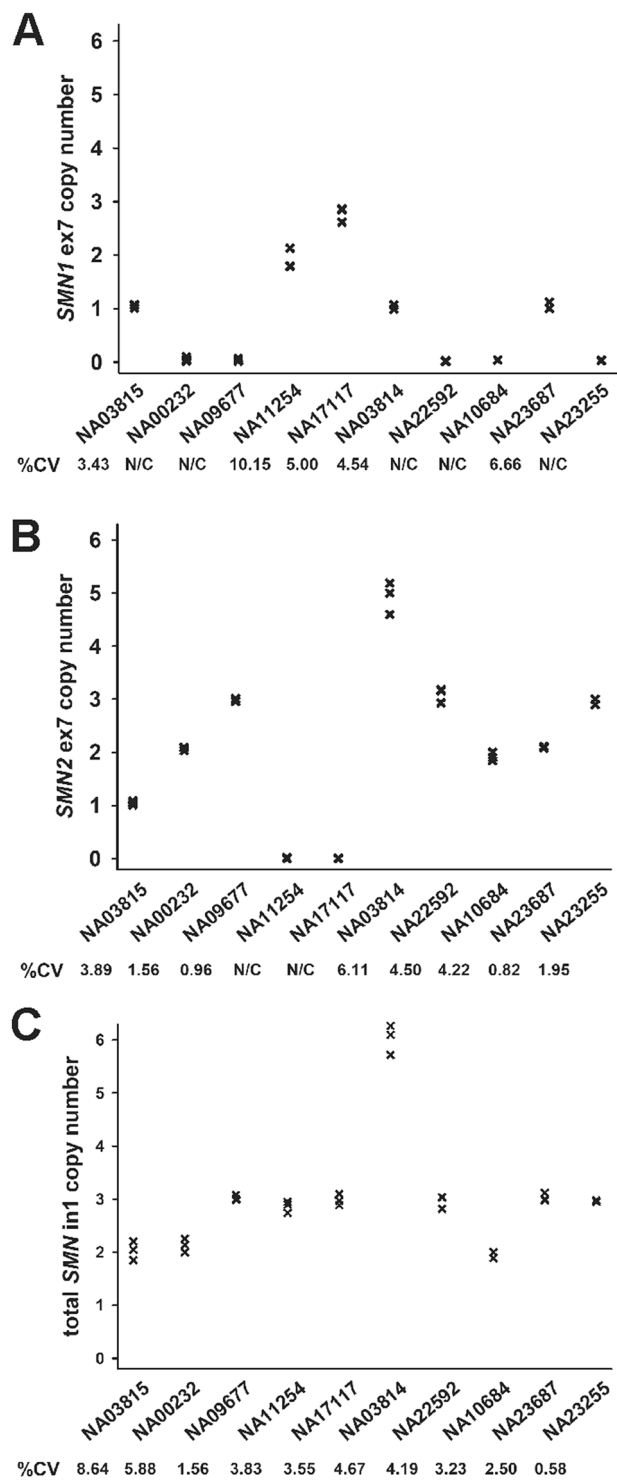 A
6
5
4
3
2
1
0
SMN1 ex7 copy number
NA03815 NA00232 NA09677 NA11254 NA17117 NA03814 NA22592 NA10684 NA23687 NA23255
%CV 3.43 N/C N/C 10.15 5.00 4.54 N/C N/C 6.66 N/C
B
6
5
4
3
2
1
0
SMN2 ex7 copy number
NA03815 NA00232 NA09677 NA11254 NA17117 NA03814 NA22592 NA10684 NA23687 NA23255
%CV 3.89 1.56 0.96 N/C N/C 6.11 4.50 4.22 0.82 1.95
C
6
5
4
3
2
1
0
total SMN in1 copy number
NA03815 NA00232 NA09677 NA11254 NA17117 NA03814 NA22592 NA10684 NA23687 NA23255
%CV 8.64 5.88 1.56 3.83 3.55 4.67 4.19 3.23 2.50 0.58